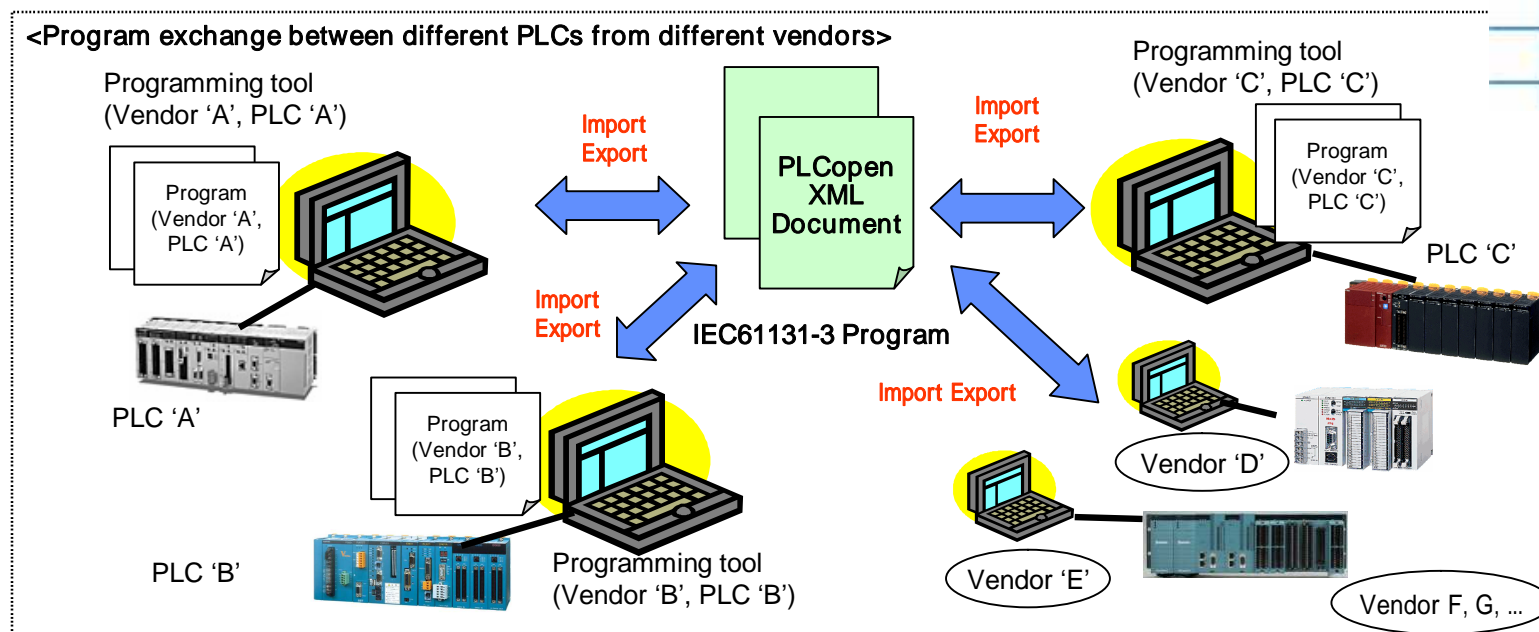 <Program exchange between different PLCs from different vendors>
Programming tool
(Vendor ‘A’, PLC ‘A’)
Program
(Vendor ‘A’,
PLC ‘A’)
PLC ‘A’
Import
Export
PLCopen
XML
Document
IEC61131-3 Program
Import
Export
Programming tool
(Vendor ‘C’, PLC ‘C’)
Program
(Vendor ‘C’,
PLC ‘C’)
PLC ‘C’
Import
Export
Program
(Vendor ‘B’,
PLC ‘B’)
PLC ‘B’
Programming tool
(Vendor ‘B’, PLC ‘B’)
Import Export
Vendor ‘D’
Vendor ‘E’
Vendor F, G, ...